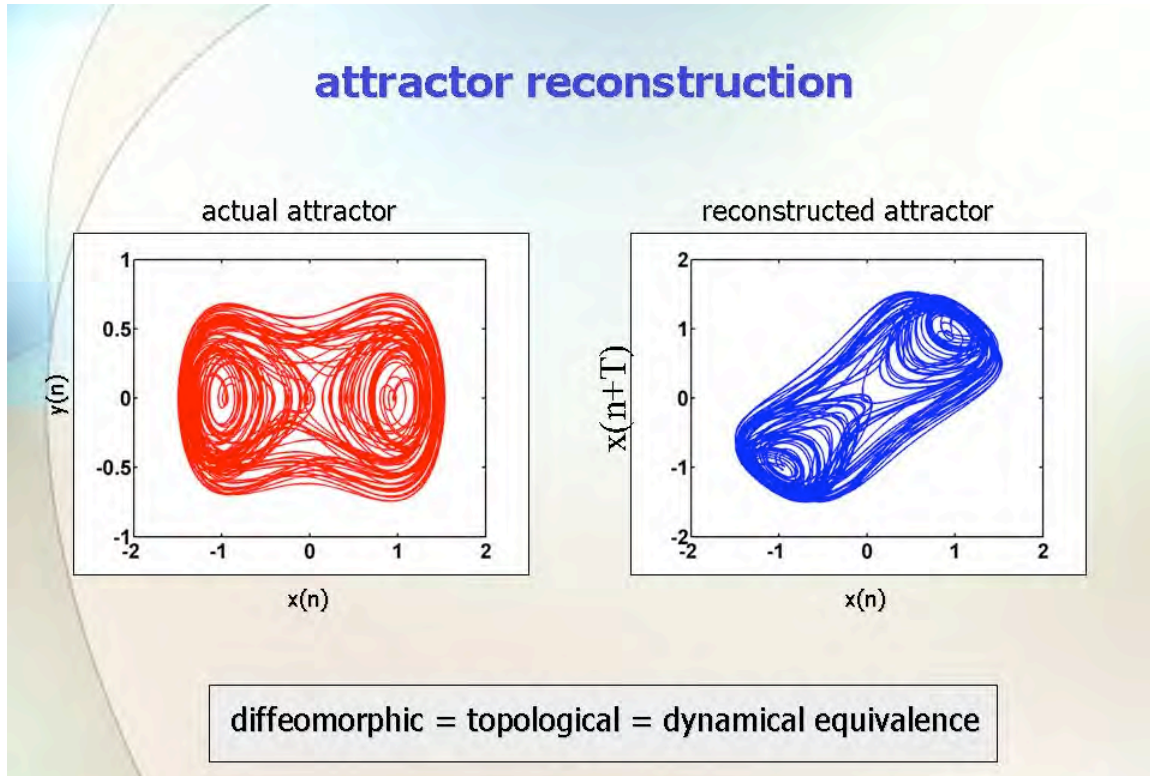 attractor reconstruction
actual attractor
reconstructed attractor
1
0.5
0
-0.5
-1
-2
-1
0
1
2
y(n)
x(n)
2
1
0
-1
-2
-2
-1
0
1
2
x(n+T)
x(n)
diffeomorphic = topological = dynamical equivalence